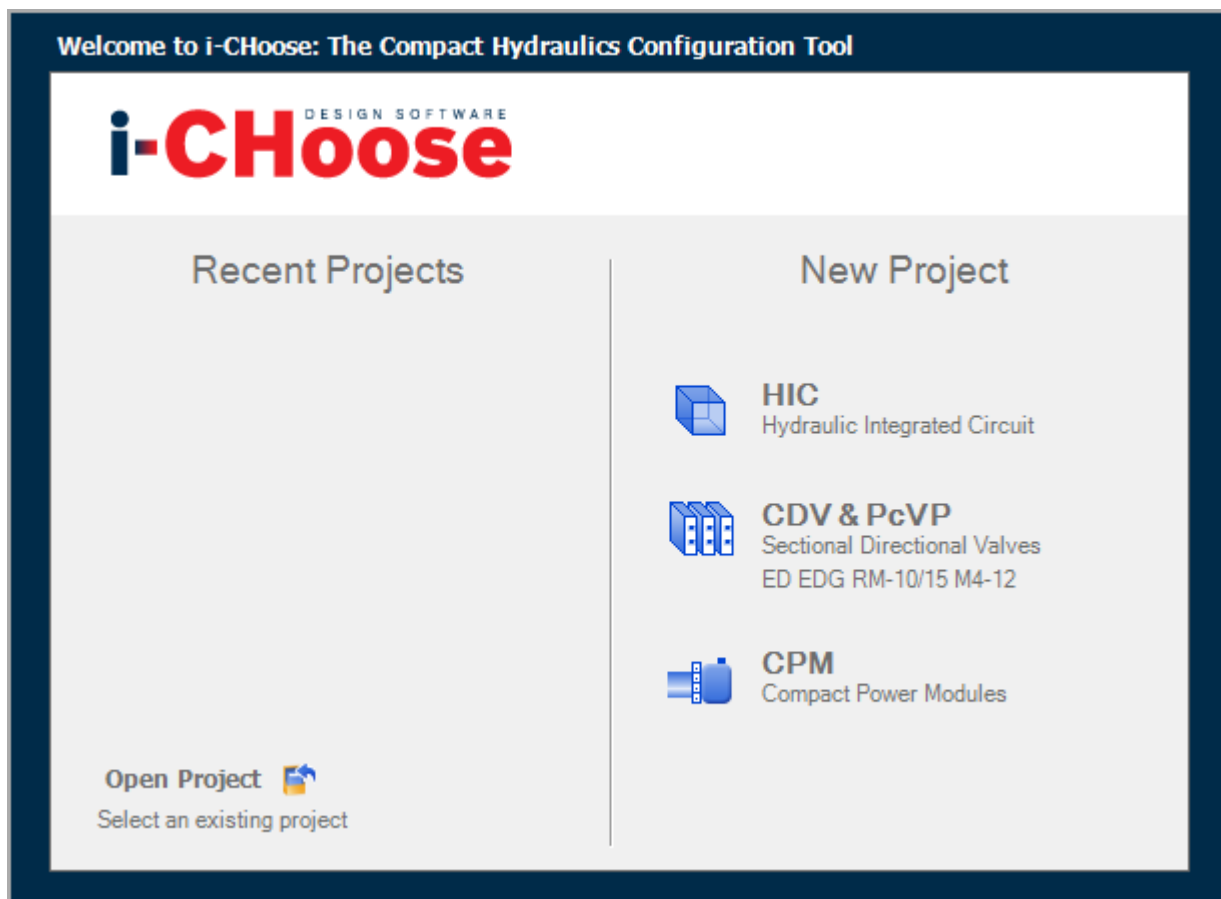 Welcome to i-CHoose: The Compact Hydraulics Configuration Tool
DESIGN SOFTWARE
i-CHoose
Recent Projects
New Project
HIC
Hydraulic Integrated Circuit
CDV & PcVP
Sectional Directional Valves
ED EDG RM-10/15 M4-12
CPM
Compact Power Modules
Open Project
Select an existing project